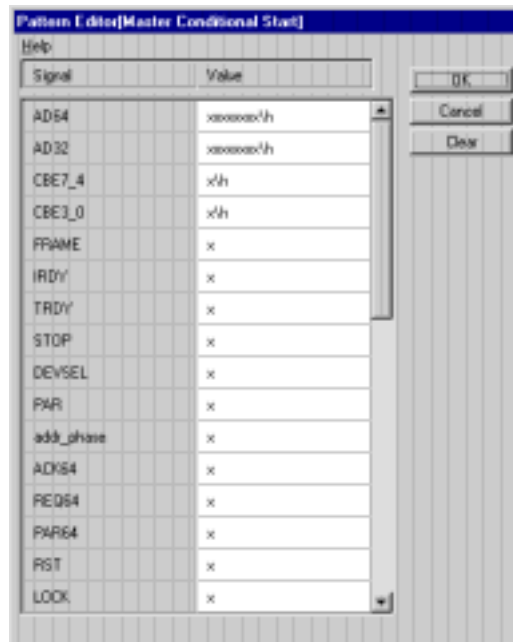 Pattern Editor[Master Conditional Start]
Help
Signal Value
OK
Cancel
Clear
AD64 xxxxxxxx\h
AD32 xxxxxxxx\h
CBE7_4 x\h
CBE3_0 x\h
FRAME x
IRDY x
TRDY x
STOP x
DEVSEL x
PAR x
addr_phase x
ACK64 x
REQ64 x
PAR64 x
RST x
LOCK x